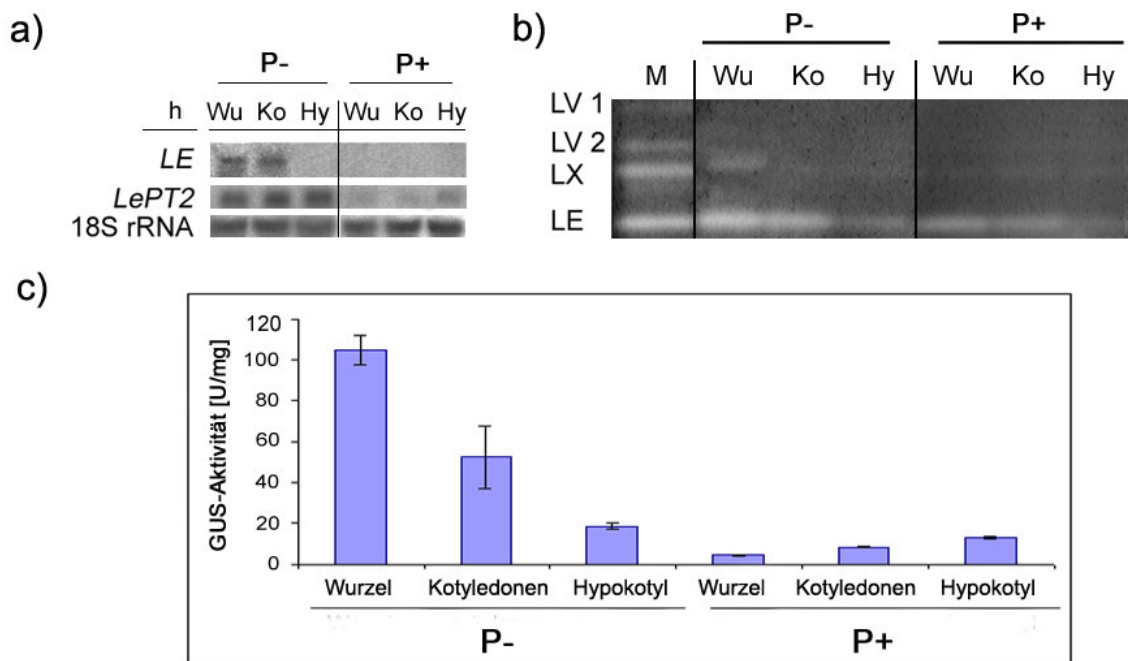 a)
P- P+
h Wu Ko Hy Wu Ko Hy
LE
LePT2
18S rRNA
b)
P- P+
M Wu Ko Hy Wu Ko Hy
LV 1
LV 2
LX
LE
c)
GUS-Aktivität [U/mg]
120
100
80
60
40
20
0
Wurzel Kotyledonen Hypokotyl Wurzel Kotyledonen Hypokotyl
P- P+